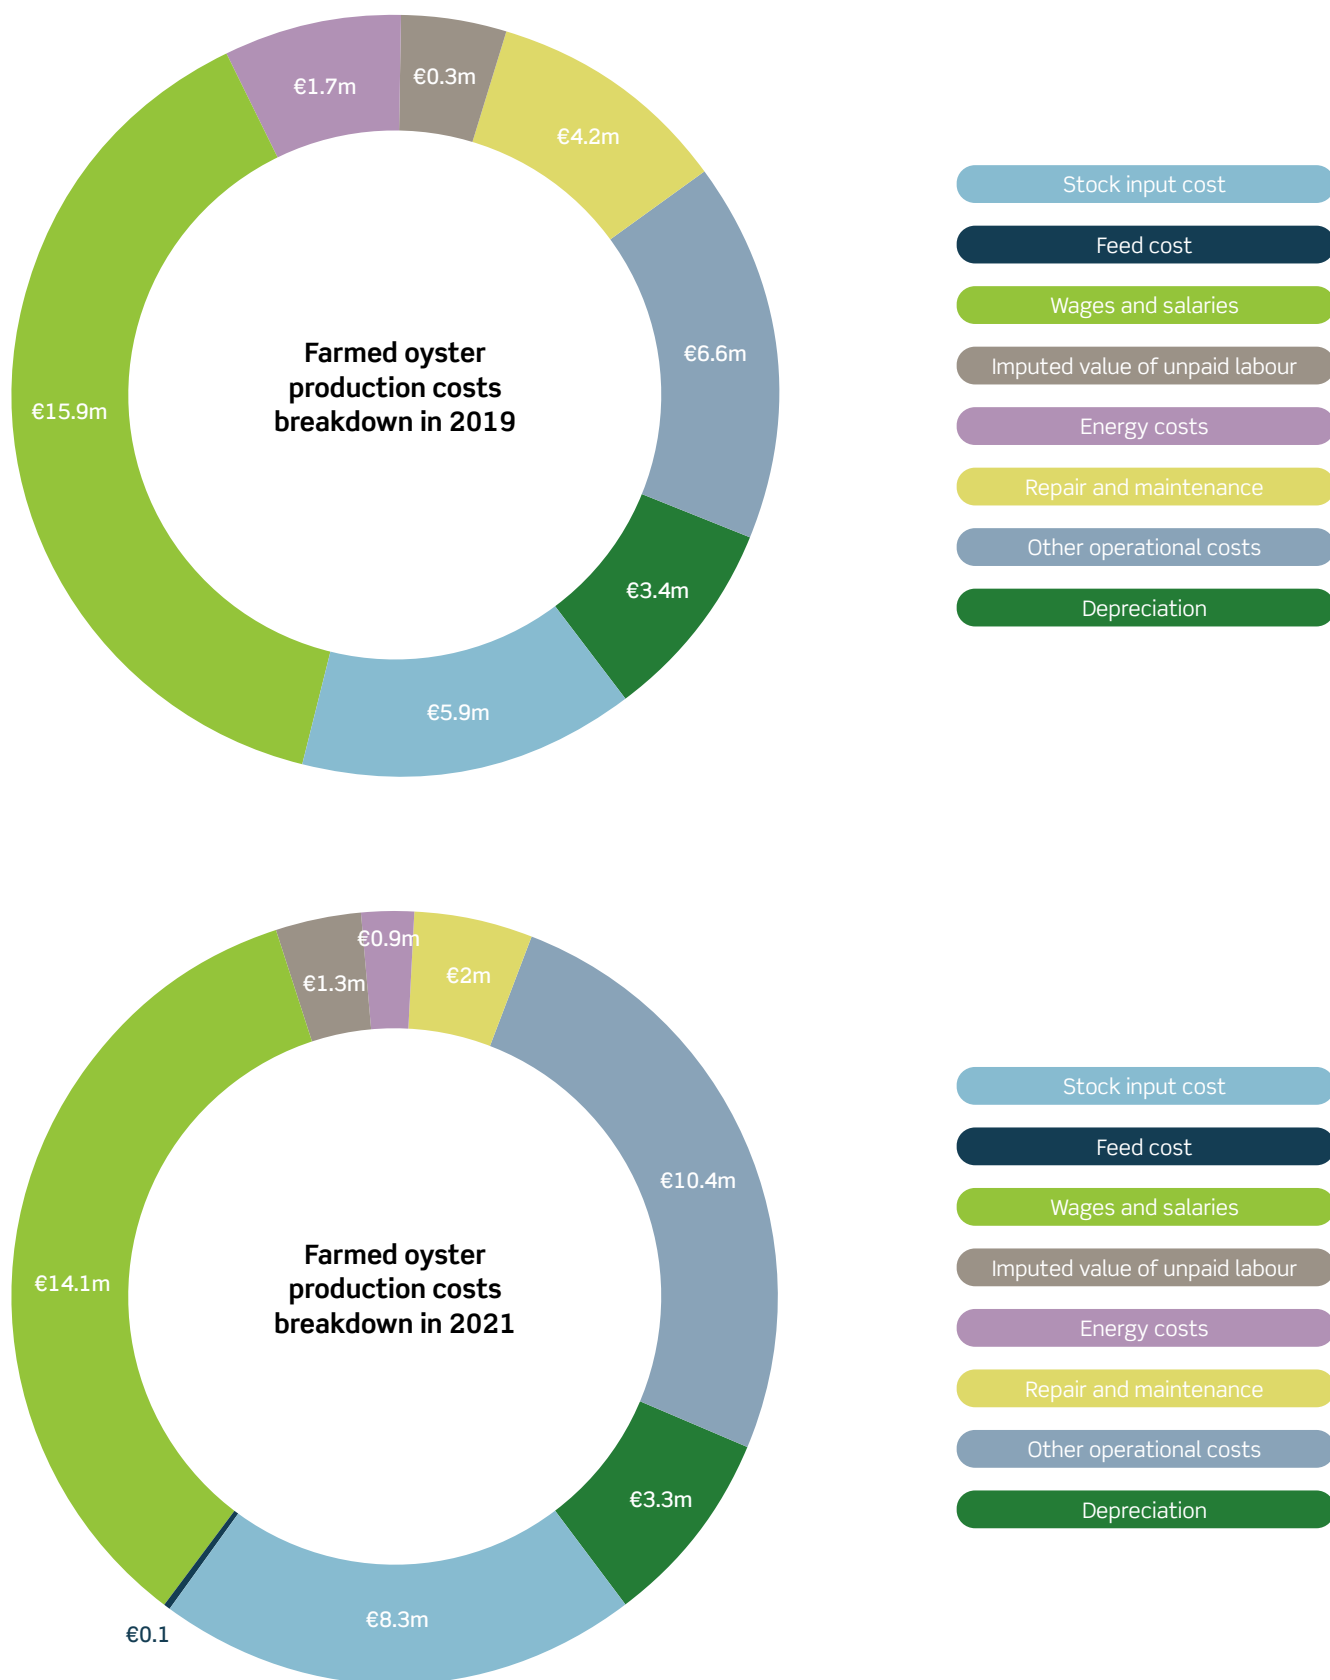 €1.7m
€0.3m
€4.2m
€6.6m
€15.9m
€3.4m
€5.9m
Farmed oyster
production costs
breakdown in 2019
Stock input cost
Feed cost
Wages and salaries
Imputed value of unpaid labour
Energy costs
Repair and maintenance
Other operational costs
Depreciation
€0.9m
€1.3m
€2m
€10.4m
€14.1m
€3.3m
€8.3m
€0.1
Farmed oyster
production costs
breakdown in 2021
Stock input cost
Feed cost
Wages and salaries
Imputed value of unpaid labour
Energy costs
Repair and maintenance
Other operational costs
Depreciation